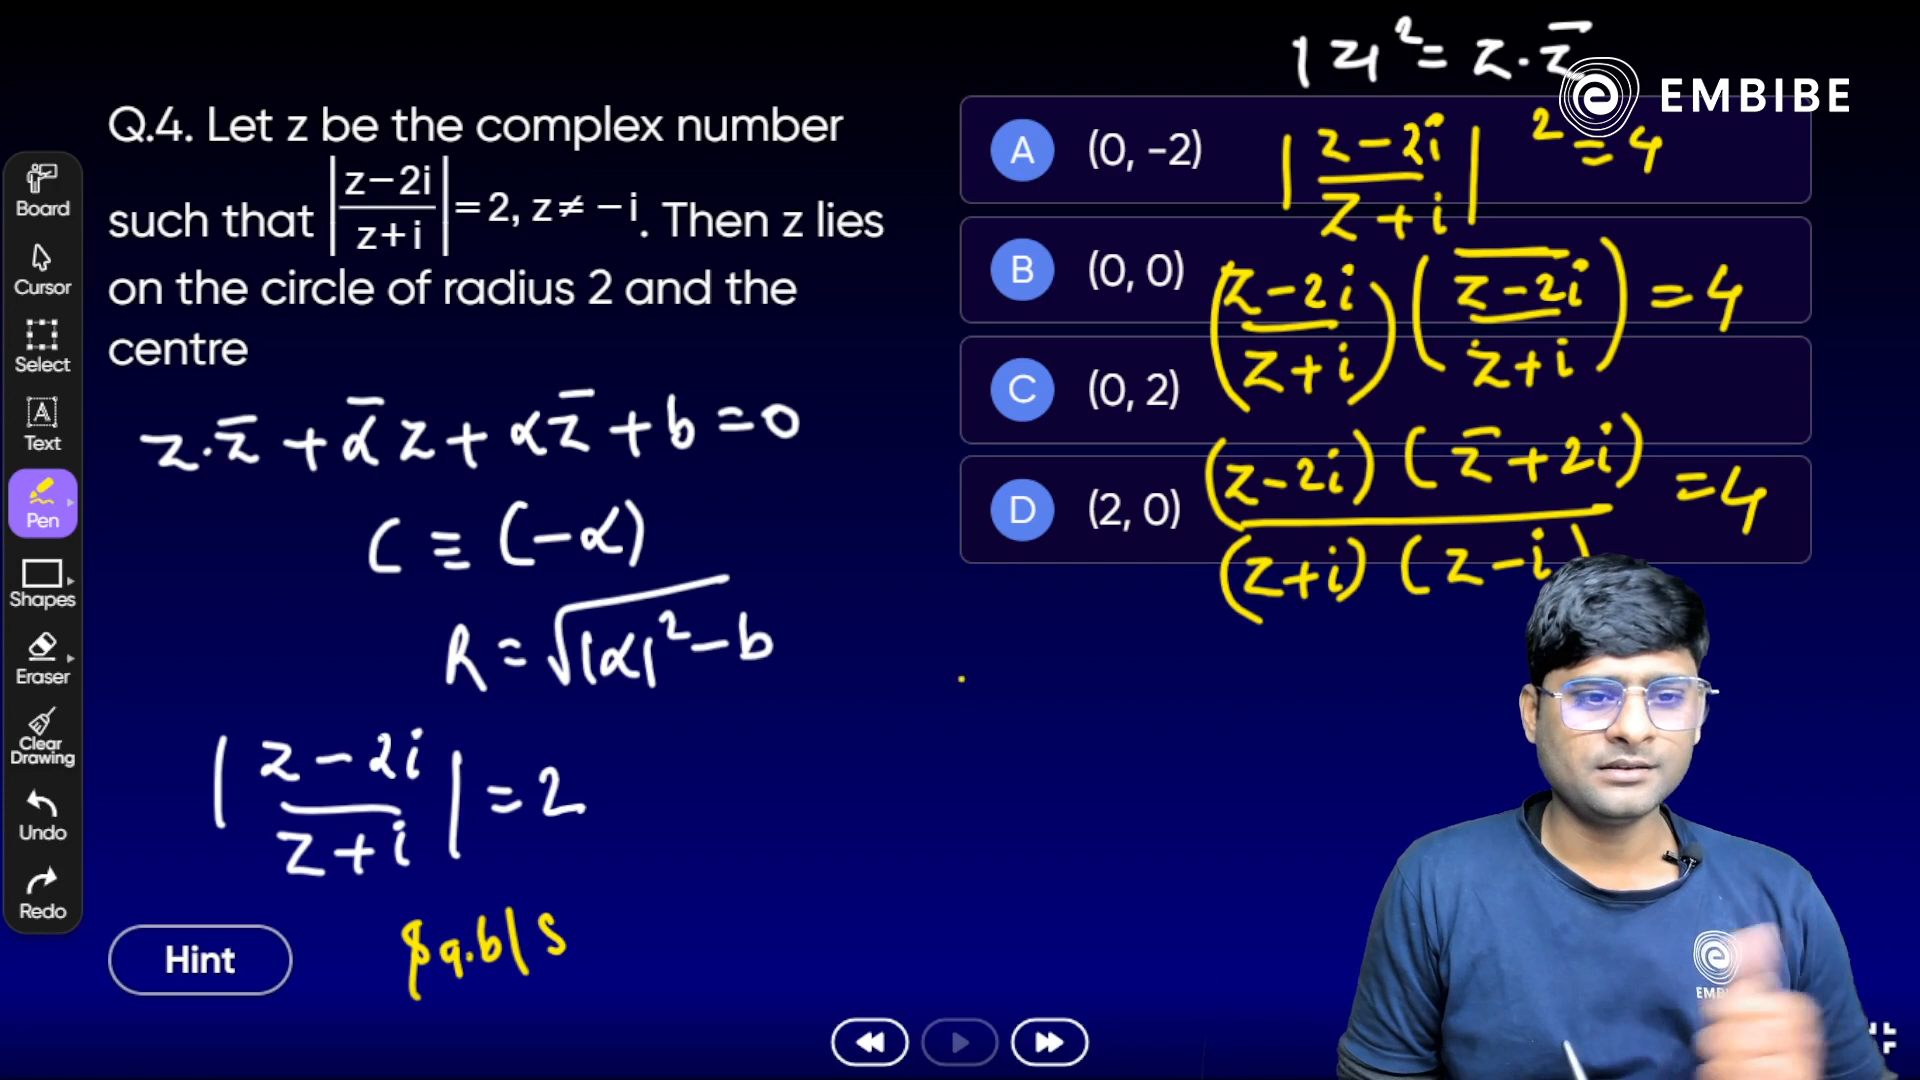 |z|² = z·z̄
EMBIBE
Q.4. Let z be the complex number
such that |z−2i / z+i| = 2, z ≠ −i. Then z lies
on the circle of radius 2 and the
centre
A (0, −2)
B (0, 0)
C (0, 2)
D (2, 0)
|z−2i / z+i|² = 4
(z−2i / z+i) (z̅−̅2̅i̅ / z+i) = 4
(z−2i) (z̄+2i) / (z+i) (z−i) = 4
z·z̄ + ᾱz + αz̄ + b = 0
C ≡ (−α)
R = √|α|² − b
|z−2i / z+i| = 2
Hint
Board
Cursor
Select
A
Text
Pen
Shapes
Eraser
Clear
Drawing
Undo
Redo